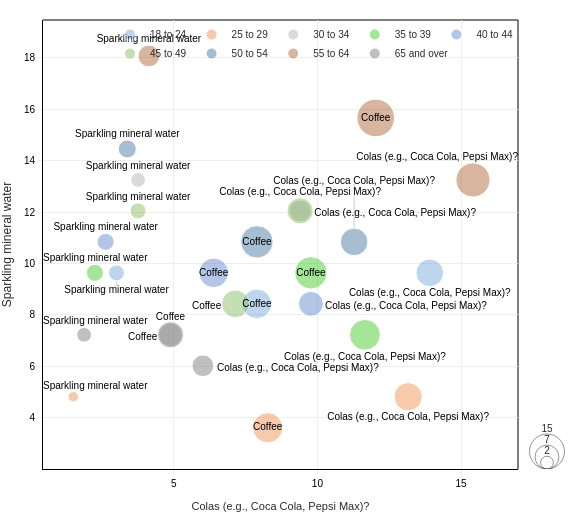 18 to 24 25 to 29 30 to 34 35 to 39 40 to 44
Sparkling mineral water
45 to 49 50 to 54 55 to 64 65 and over
18
16
Coffee
Sparkling mineral water
14
Colas (e.g., Coca Cola, Pepsi Max)?
Sparkling mineral water
Colas (e.g., Coca Cola, Pepsi Max)?
Colas (e.g., Coca Cola, Pepsi Max)?
Sparkling mineral water
12
Colas (e.g., Coca Cola, Pepsi Max)?
Sparkling mineral water
Coffee
Sparkling mineral water
10
Coffee
Coffee
Sparkling mineral water
Colas (e.g., Coca Cola, Pepsi Max)?
Coffee
Coffee
Colas (e.g., Coca Cola, Pepsi Max)?
8
Sparkling mineral water
Coffee
Coffee
Colas (e.g., Coca Cola, Pepsi Max)?
6
Colas (e.g., Coca Cola, Pepsi Max)?
Sparkling mineral water
4
Colas (e.g., Coca Cola, Pepsi Max)?
Coffee
15
7
2
5 10 15
Colas (e.g., Coca Cola, Pepsi Max)?
Sparkling mineral water